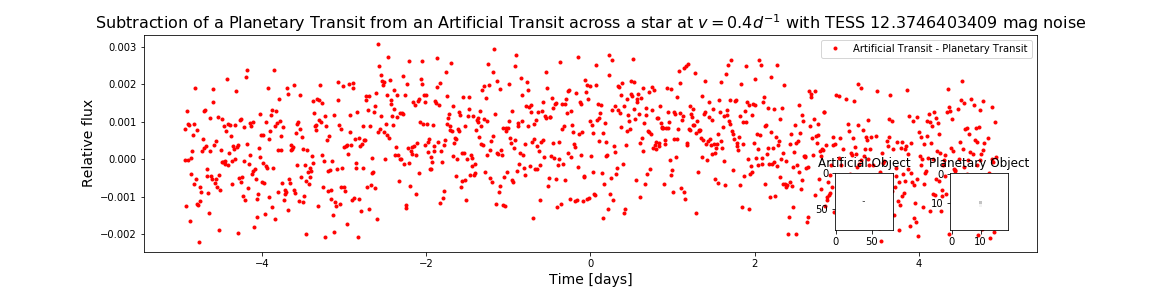 Subtraction of a Planetary Transit from an Artificial Transit across a star at v = 0.4d⁻¹ with TESS 12.3746403409 mag noise
Relative flux
0.003
0.002
0.001
0.000
−0.001
−0.002
Artificial Transit - Planetary Transit
Artificial Object
0
50
0 50
Planetary Object
0
10
0 10
−4 −2 0 2 4
Time [days]